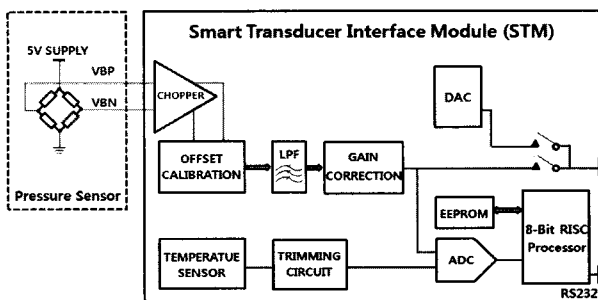 Smart Transducer Interface Module (STM)
5V SUPPLY
VBP
VBN
CHOPPER
DAC
OFFSET
CALIBRATION
LPF
GAIN
CORRECTION
Pressure Sensor
EEPROM
8-Bit RISC
Processor
TEMPERATUE
SENSOR
TRIMMING
CIRCUIT
ADC
RS232